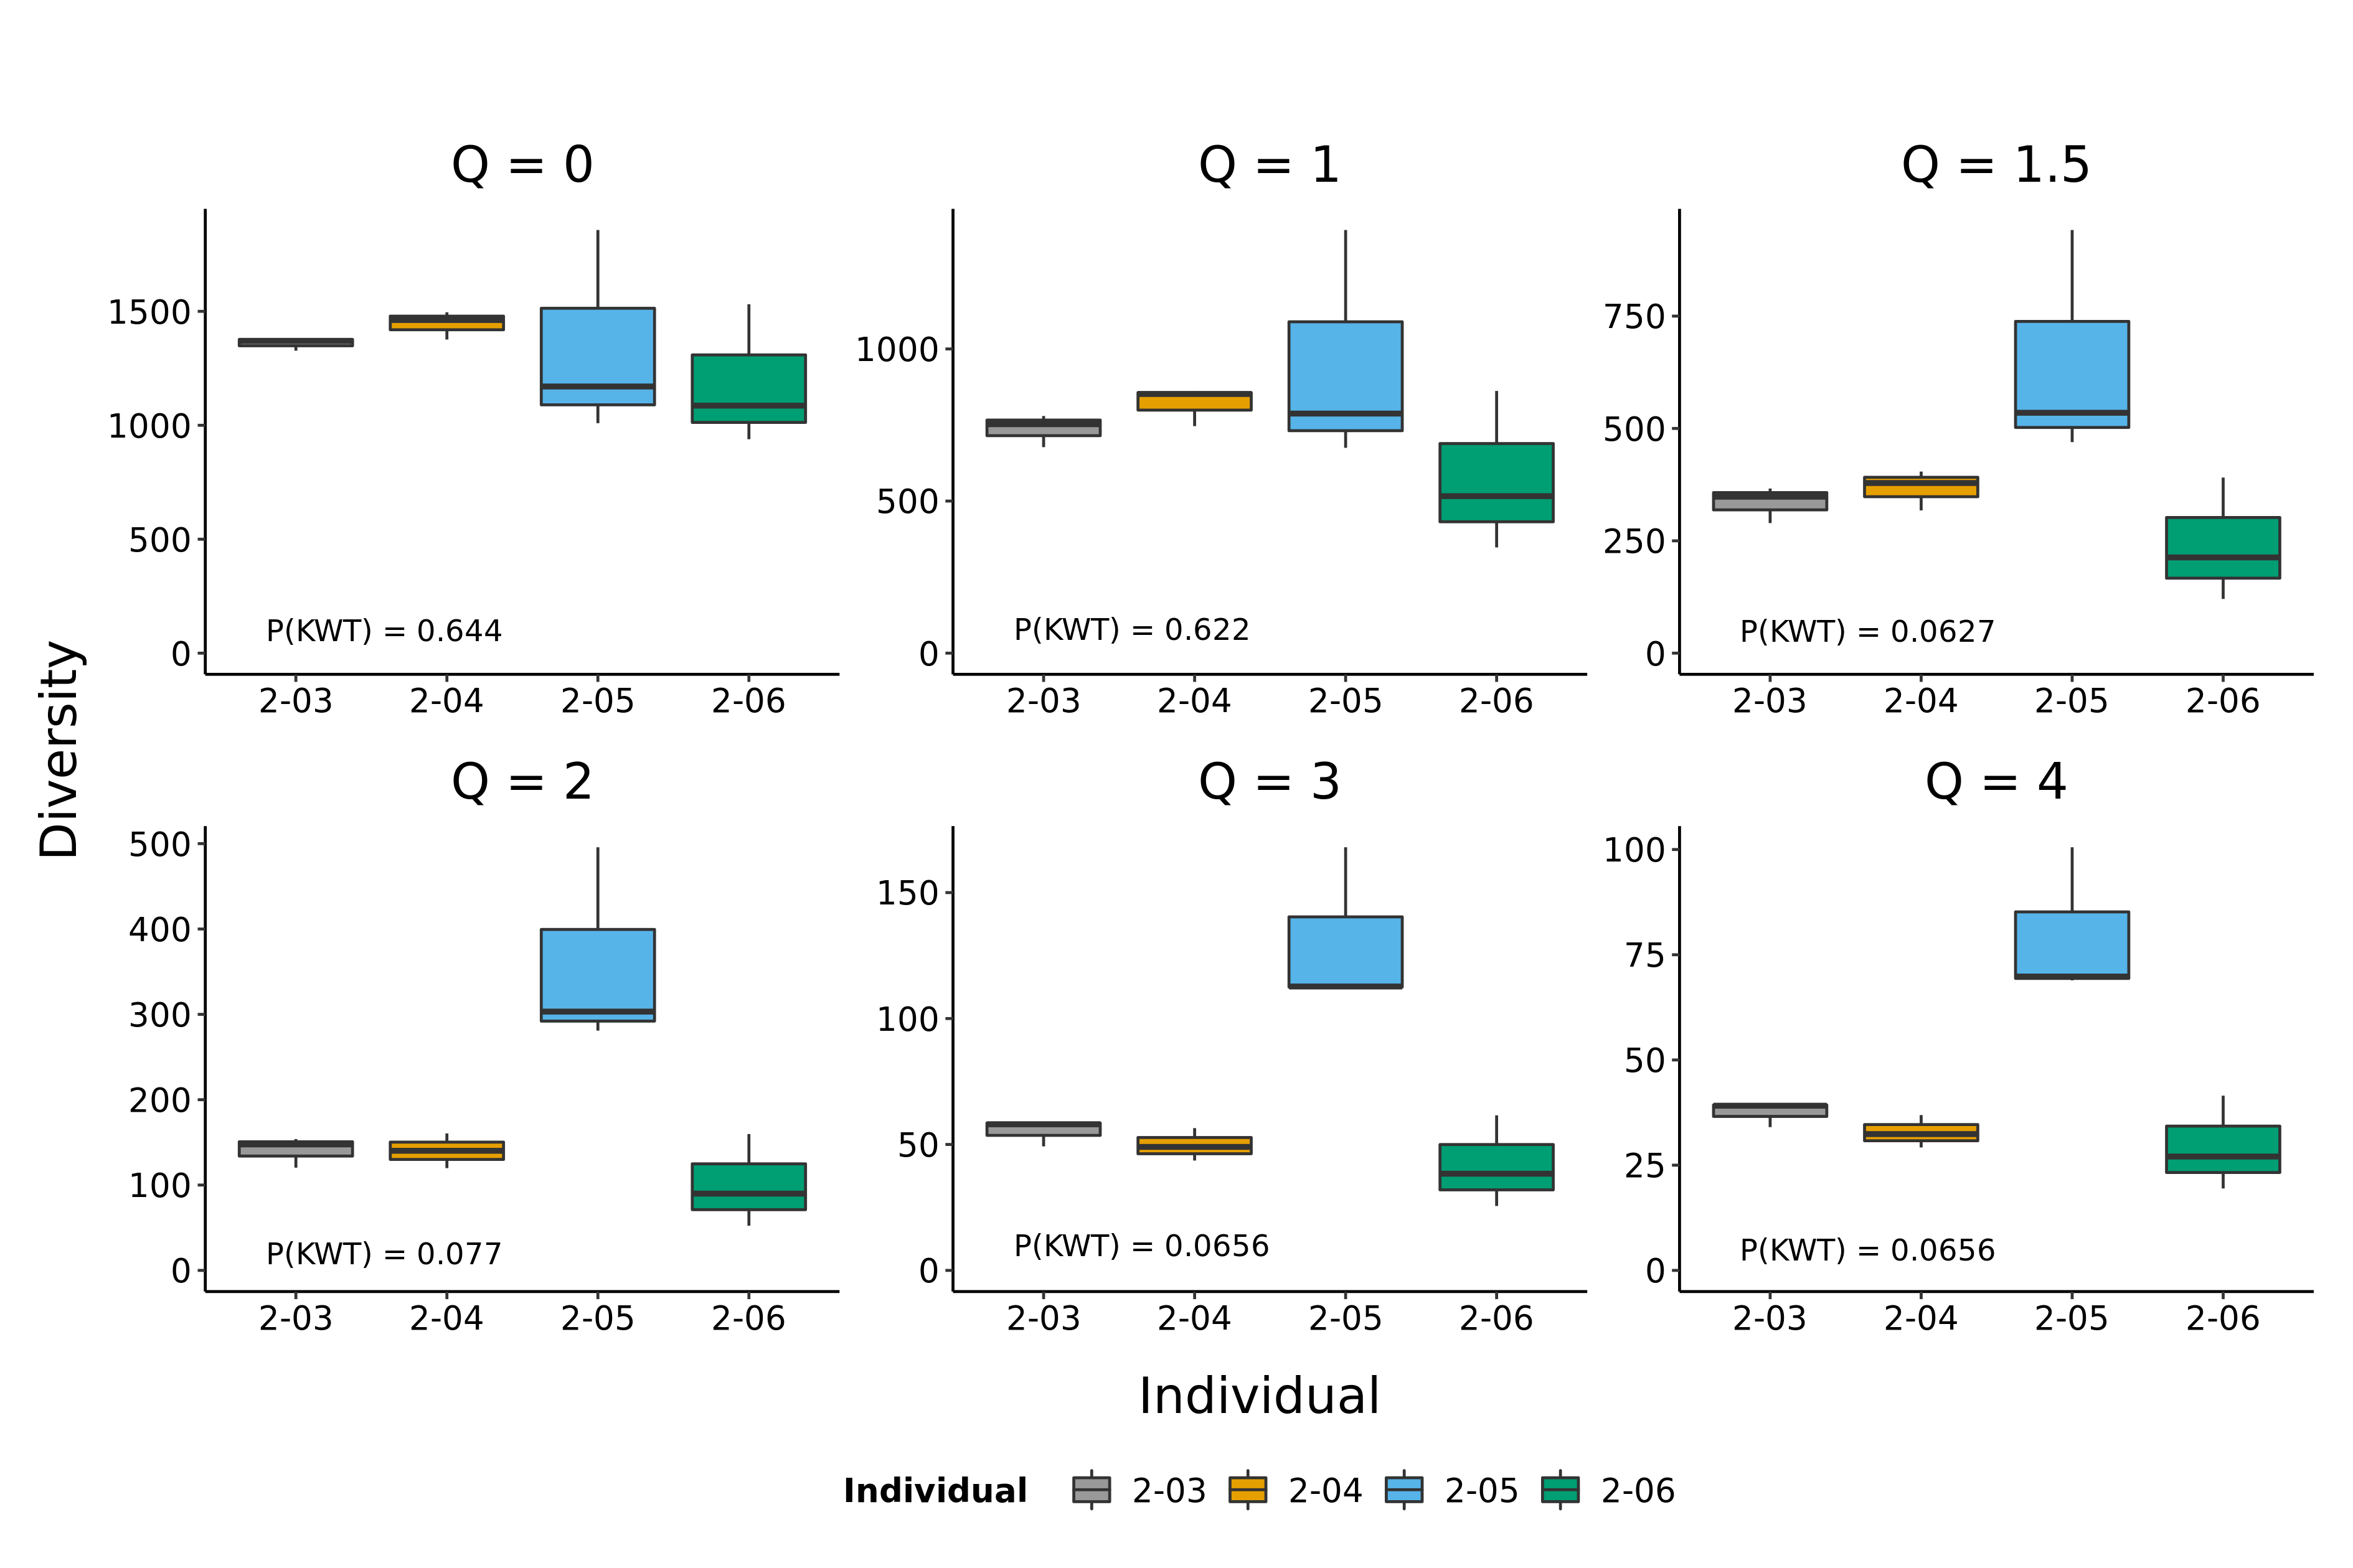 Q = 0
Q = 1
Q = 1.5
1500
1000
500
0
P(KWT) = 0.644
2-03 2-04 2-05 2-06
1000
500
0
P(KWT) = 0.622
2-03 2-04 2-05 2-06
750
500
250
0
P(KWT) = 0.0627
2-03 2-04 2-05 2-06
Diversity
Q = 2
Q = 3
Q = 4
500
400
300
200
100
0
P(KWT) = 0.077
2-03 2-04 2-05 2-06
150
100
50
0
P(KWT) = 0.0656
2-03 2-04 2-05 2-06
100
75
50
25
0
P(KWT) = 0.0656
2-03 2-04 2-05 2-06
Individual
Individual 2-03 2-04 2-05 2-06